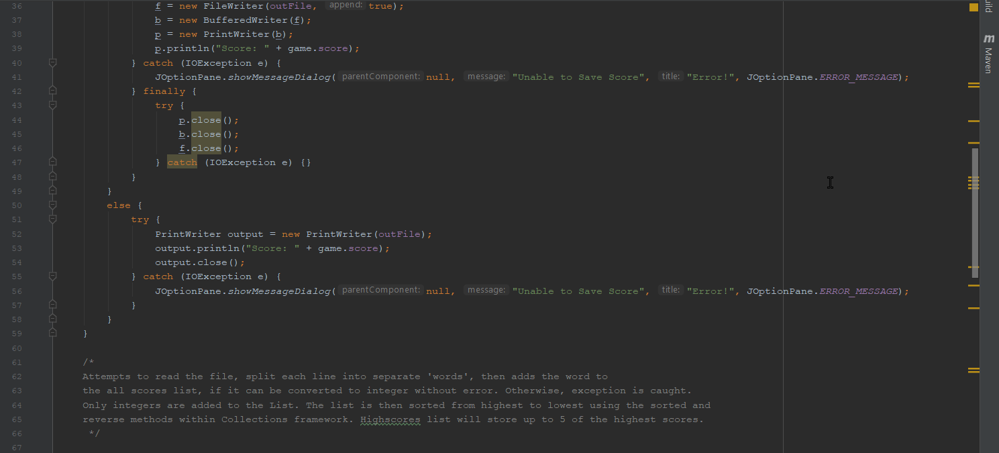 36 f = new FileWriter(outFile, append: true);
37 b = new BufferedWriter(f);
38 p = new PrintWriter(b);
39 p.println("Score: " + game.score);
40 } catch (IOException e) {
41 JOptionPane.showMessageDialog( parentComponent: null, message: "Unable to Save Score", title: "Error!", JOptionPane.ERROR_MESSAGE);
42 } finally {
43 try {
44 p.close();
45 b.close();
46 f.close();
47 } catch (IOException e) {}
48 }
49 }
50 else {
51 try {
52 PrintWriter output = new PrintWriter(outFile);
53 output.println("Score: " + game.score);
54 output.close();
55 } catch (IOException e) {
56 JOptionPane.showMessageDialog( parentComponent: null, message: "Unable to Save Score", title: "Error!", JOptionPane.ERROR_MESSAGE);
57 }
58 }
59 }
60
61 /*
62 Attempts to read the file, split each line into separate 'words', then adds the word to
63 the all scores list, if it can be converted to integer without error. Otherwise, exception is caught.
64 Only integers are added to the List. The list is then sorted from highest to lowest using the sorted and
65 reverse methods within Collections framework. Highscores list will store up to 5 of the highest scores.
66 */
67
m Maven